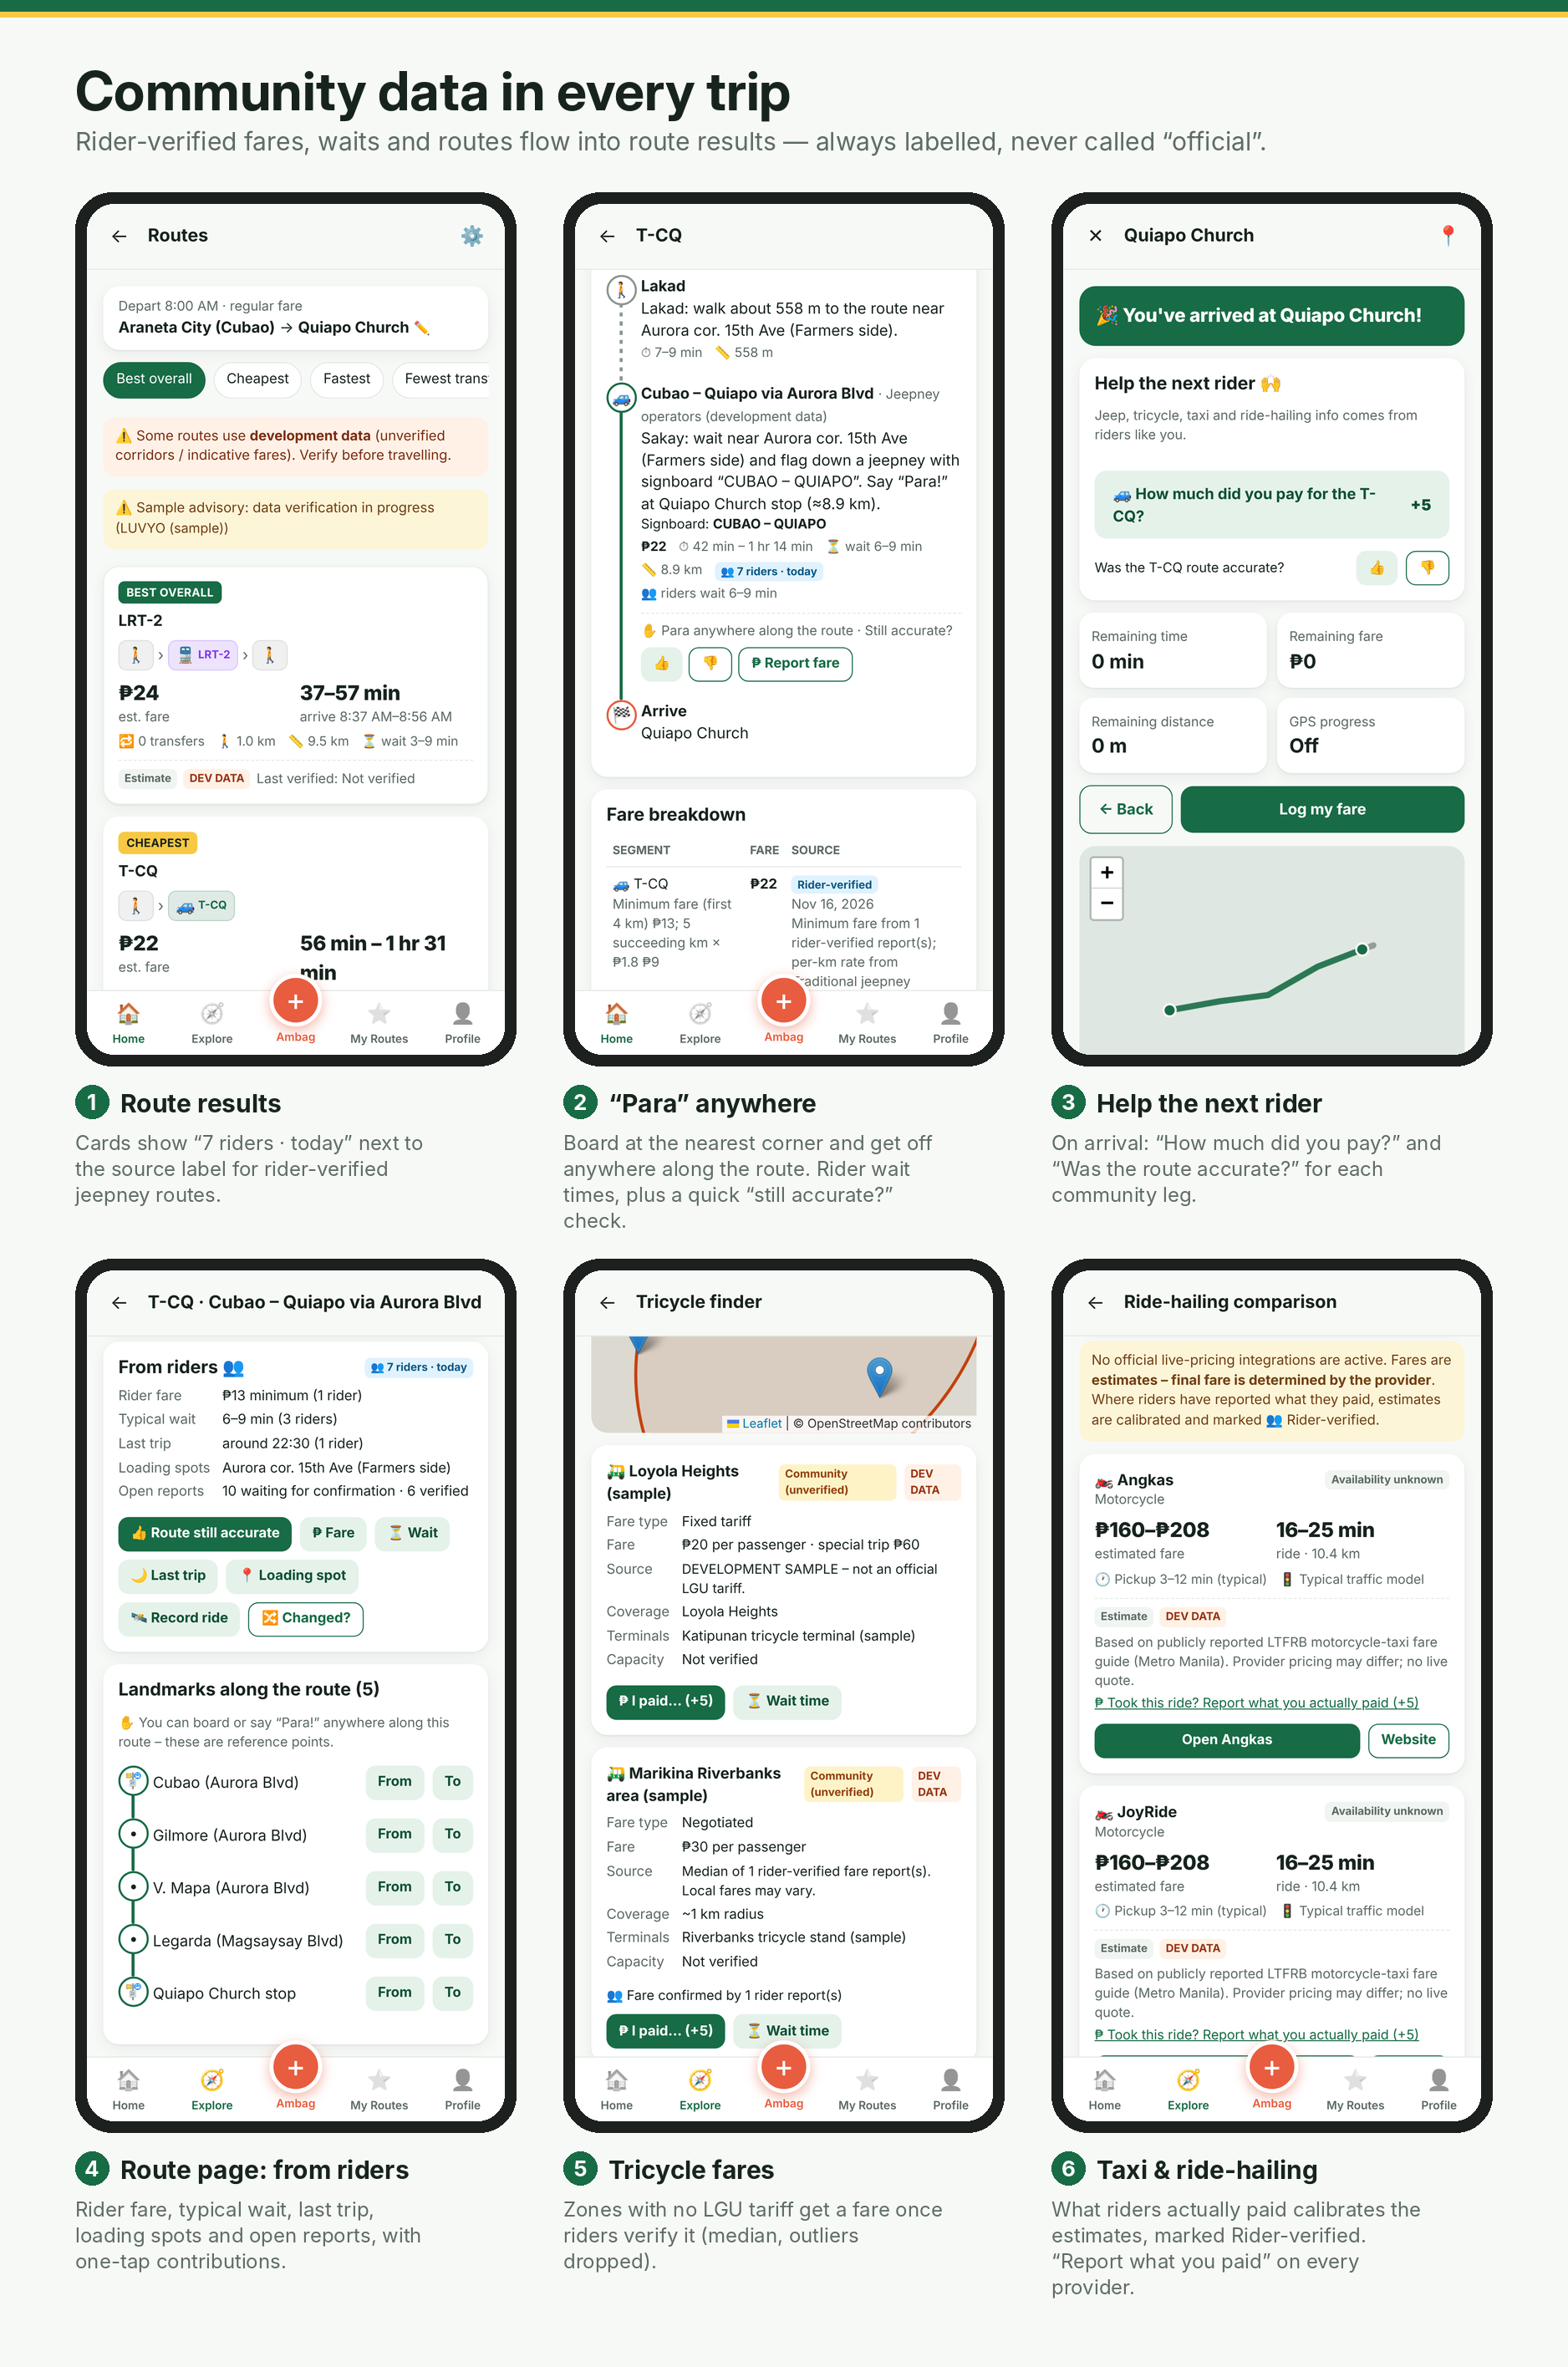 Community data in every trip
Rider-verified fares, waits and routes flow into route results — always labelled, never called “official”.
← Routes
Depart 8:00 AM · regular fare
Araneta City (Cubao) → Quiapo Church
Best overall Cheapest Fastest Fewest trans
Some routes use development data (unverified
corridors / indicative fares). Verify before travelling.
Sample advisory: data verification in progress
(LUVYO (sample))
BEST OVERALL
LRT-2
› LRT-2 ›
₱24 37–57 min
est. fare arrive 8:37 AM–8:56 AM
0 transfers 1.0 km 9.5 km wait 3–9 min
Estimate DEV DATA Last verified: Not verified
CHEAPEST
T-CQ
› T-CQ
₱22 56 min – 1 hr 31
est. fare min
Home Explore + Ambag My Routes Profile
← T-CQ
Lakad
Lakad: walk about 558 m to the route near
Aurora cor. 15th Ave (Farmers side).
7–9 min 558 m
Cubao – Quiapo via Aurora Blvd · Jeepney
operators (development data)
Sakay: wait near Aurora cor. 15th Ave
(Farmers side) and flag down a jeepney with
signboard “CUBAO – QUIAPO”. Say “Para!”
at Quiapo Church stop (≈8.9 km).
Signboard: CUBAO – QUIAPO
₱22 42 min – 1 hr 14 min wait 6–9 min
8.9 km 7 riders · today
riders wait 6–9 min
Para anywhere along the route · Still accurate?
₱ Report fare
Arrive
Quiapo Church
Fare breakdown
SEGMENT FARE SOURCE
T-CQ ₱22 Rider-verified
Minimum fare (first Nov 16, 2026
4 km) ₱13; 5 Minimum fare from 1
succeeding km × rider-verified report(s);
₱1.8 ₱9 per-km rate from
Traditional jeepney
Home Explore + Ambag My Routes Profile
✕ Quiapo Church
You've arrived at Quiapo Church!
Help the next rider
Jeep, tricycle, taxi and ride-hailing info comes from
riders like you.
How much did you pay for the T-
CQ? +5
Was the T-CQ route accurate?
Remaining time Remaining fare
0 min ₱0
Remaining distance GPS progress
0 m Off
← Back Log my fare
+
−
1 Route results
Cards show “7 riders · today” next to
the source label for rider-verified
jeepney routes.
2 “Para” anywhere
Board at the nearest corner and get off
anywhere along the route. Rider wait
times, plus a quick “still accurate?”
check.
3 Help the next rider
On arrival: “How much did you pay?” and
“Was the route accurate?” for each
community leg.
← T-CQ · Cubao – Quiapo via Aurora Blvd
From riders 7 riders · today
Rider fare ₱13 minimum (1 rider)
Typical wait 6–9 min (3 riders)
Last trip around 22:30 (1 rider)
Loading spots Aurora cor. 15th Ave (Farmers side)
Open reports 10 waiting for confirmation · 6 verified
Route still accurate ₱ Fare Wait
Last trip Loading spot
Record ride Changed?
Landmarks along the route (5)
You can board or say “Para!” anywhere along this
route – these are reference points.
Cubao (Aurora Blvd) From To
Gilmore (Aurora Blvd) From To
V. Mapa (Aurora Blvd) From To
Legarda (Magsaysay Blvd) From To
Quiapo Church stop From To
Home Explore + Ambag My Routes Profile
← Tricycle finder
Leaflet | © OpenStreetMap contributors
Loyola Heights Community DEV
(sample) (unverified) DATA
Fare type Fixed tariff
Fare ₱20 per passenger · special trip ₱60
Source DEVELOPMENT SAMPLE – not an official
LGU tariff.
Coverage Loyola Heights
Terminals Katipunan tricycle terminal (sample)
Capacity Not verified
₱ I paid… (+5) Wait time
Marikina Riverbanks Community DEV
area (sample) (unverified) DATA
Fare type Negotiated
Fare ₱30 per passenger
Source Median of 1 rider-verified fare report(s).
Local fares may vary.
Coverage ~1 km radius
Terminals Riverbanks tricycle stand (sample)
Capacity Not verified
Fare confirmed by 1 rider report(s)
₱ I paid… (+5) Wait time
Home Explore + Ambag My Routes Profile
← Ride-hailing comparison
No official live-pricing integrations are active. Fares are
estimates – final fare is determined by the provider.
Where riders have reported what they paid, estimates
are calibrated and marked Rider-verified.
Angkas Availability unknown
Motorcycle
₱160–₱208 16–25 min
estimated fare ride · 10.4 km
Pickup 3–12 min (typical) Typical traffic model
Estimate DEV DATA
Based on publicly reported LTFRB motorcycle-taxi fare
guide (Metro Manila). Provider pricing may differ; no live
quote.
₱ Took this ride? Report what you actually paid (+5)
Open Angkas Website
JoyRide Availability unknown
Motorcycle
₱160–₱208 16–25 min
estimated fare ride · 10.4 km
Pickup 3–12 min (typical) Typical traffic model
Estimate DEV DATA
Based on publicly reported LTFRB motorcycle-taxi fare
guide (Metro Manila). Provider pricing may differ; no live
quote.
₱ Took this ride? Report what you actually paid (+5)
Home Explore + Ambag My Routes Profile
4 Route page: from riders
Rider fare, typical wait, last trip,
loading spots and open reports, with
one-tap contributions.
5 Tricycle fares
Zones with no LGU tariff get a fare once
riders verify it (median, outliers
dropped).
6 Taxi & ride-hailing
What riders actually paid calibrates the
estimates, marked Rider-verified.
“Report what you paid” on every
provider.